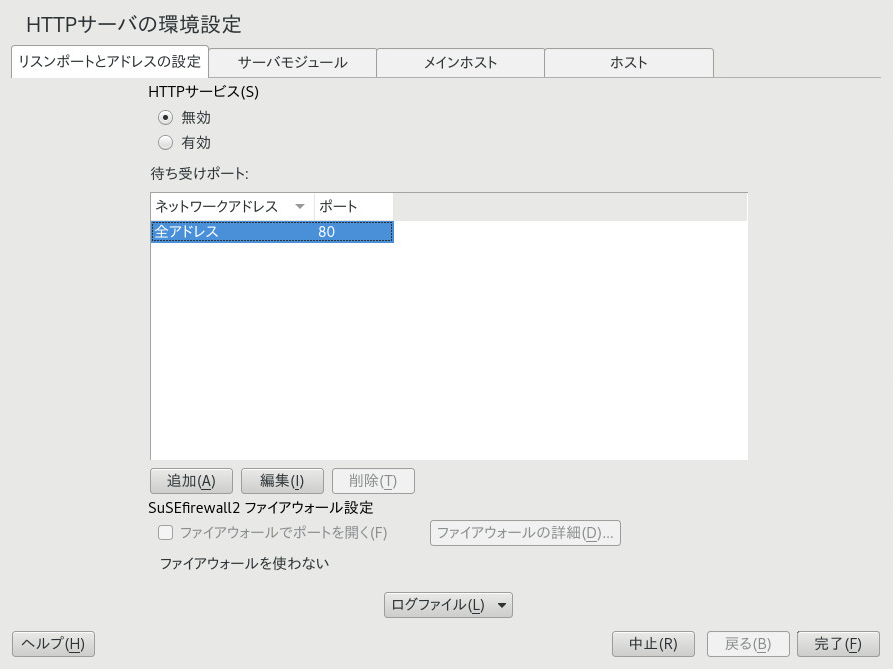 HTTPサーバの環境設定
リスンポートとアドレスの設定 サーバモジュール メインホスト ホスト
HTTPサービス(S)
無効
有効
待ち受けポート:
ネットワークアドレス ポート
全アドレス 80
追加(A) 編集(I) 削除(T)
SuSEfirewall2 ファイアウォール設定
ファイアウォールでポートを開く(F) ファイアウォールの詳細(D)...
ファイアウォールを使わない
ログファイル(L)
ヘルプ(H) 中止(R) 戻る(B) 完了(F)